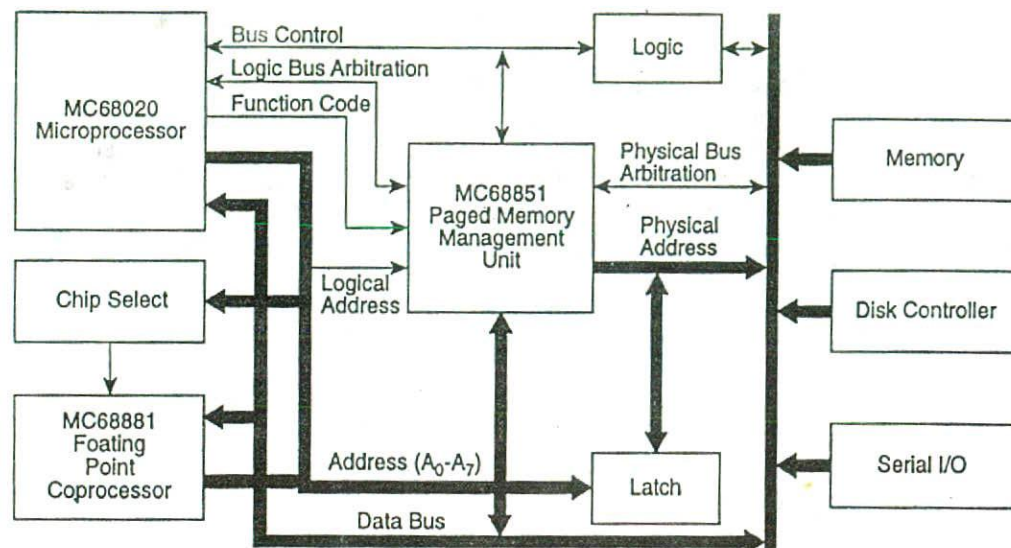 MC68020
Microprocessor
Bus Control
Logic Bus Arbitration
Function Code
Logic
MC68851
Paged Memory
Management
Unit
Physical Bus
Arbitration
Physical
Address
Memory
Logical
Address
Chip Select
Disk Controller
MC68881
Foating
Point
Coprocessor
Address (A0-A7)
Latch
Serial I/O
Data Bus